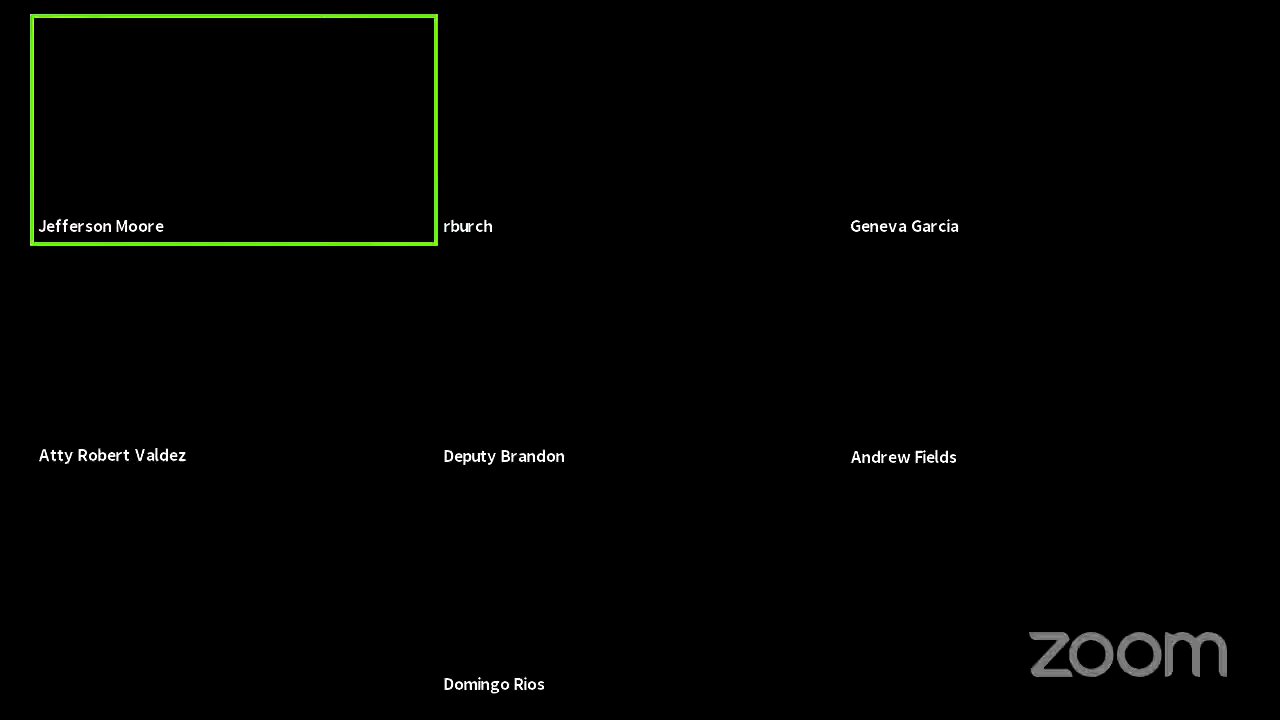 Jefferson Moore
rburch
Geneva Garcia
Atty Robert Valdez
Deputy Brandon
Andrew Fields
Domingo Rios
zoom